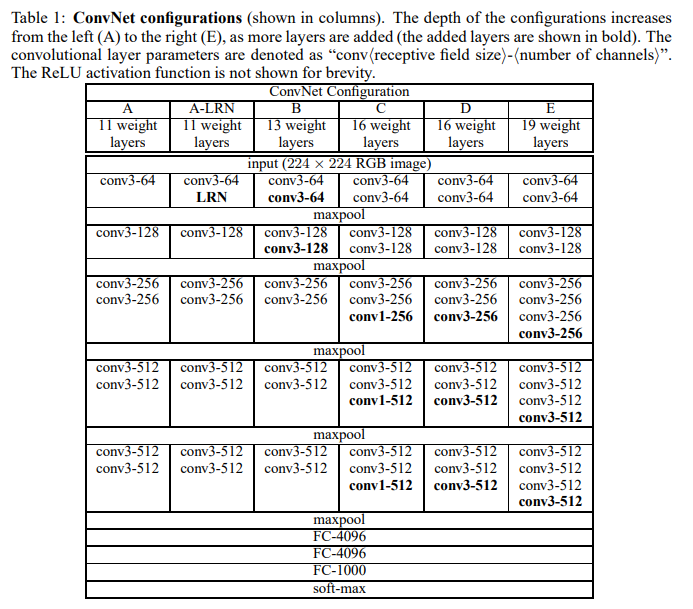 Table 1: ConvNet configurations (shown in columns). The depth of the configurations increases
from the left (A) to the right (E), as more layers are added (the added layers are shown in bold). The
convolutional layer parameters are denoted as “conv⟨receptive field size⟩-⟨number of channels⟩”.
The ReLU activation function is not shown for brevity.
ConvNet Configuration
A A-LRN B C D E
11 weight 11 weight 13 weight 16 weight 16 weight 19 weight
layers layers layers layers layers layers
input (224 × 224 RGB image)
conv3-64 conv3-64 conv3-64 conv3-64 conv3-64 conv3-64
LRN conv3-64 conv3-64 conv3-64 conv3-64
maxpool
conv3-128 conv3-128 conv3-128 conv3-128 conv3-128 conv3-128
conv3-128 conv3-128 conv3-128 conv3-128
maxpool
conv3-256 conv3-256 conv3-256 conv3-256 conv3-256 conv3-256
conv3-256 conv3-256 conv3-256 conv3-256 conv3-256 conv3-256
conv1-256 conv3-256 conv3-256
conv3-256
maxpool
conv3-512 conv3-512 conv3-512 conv3-512 conv3-512 conv3-512
conv3-512 conv3-512 conv3-512 conv3-512 conv3-512 conv3-512
conv1-512 conv3-512 conv3-512
conv3-512
maxpool
conv3-512 conv3-512 conv3-512 conv3-512 conv3-512 conv3-512
conv3-512 conv3-512 conv3-512 conv3-512 conv3-512 conv3-512
conv1-512 conv3-512 conv3-512
conv3-512
maxpool
FC-4096
FC-4096
FC-1000
soft-max